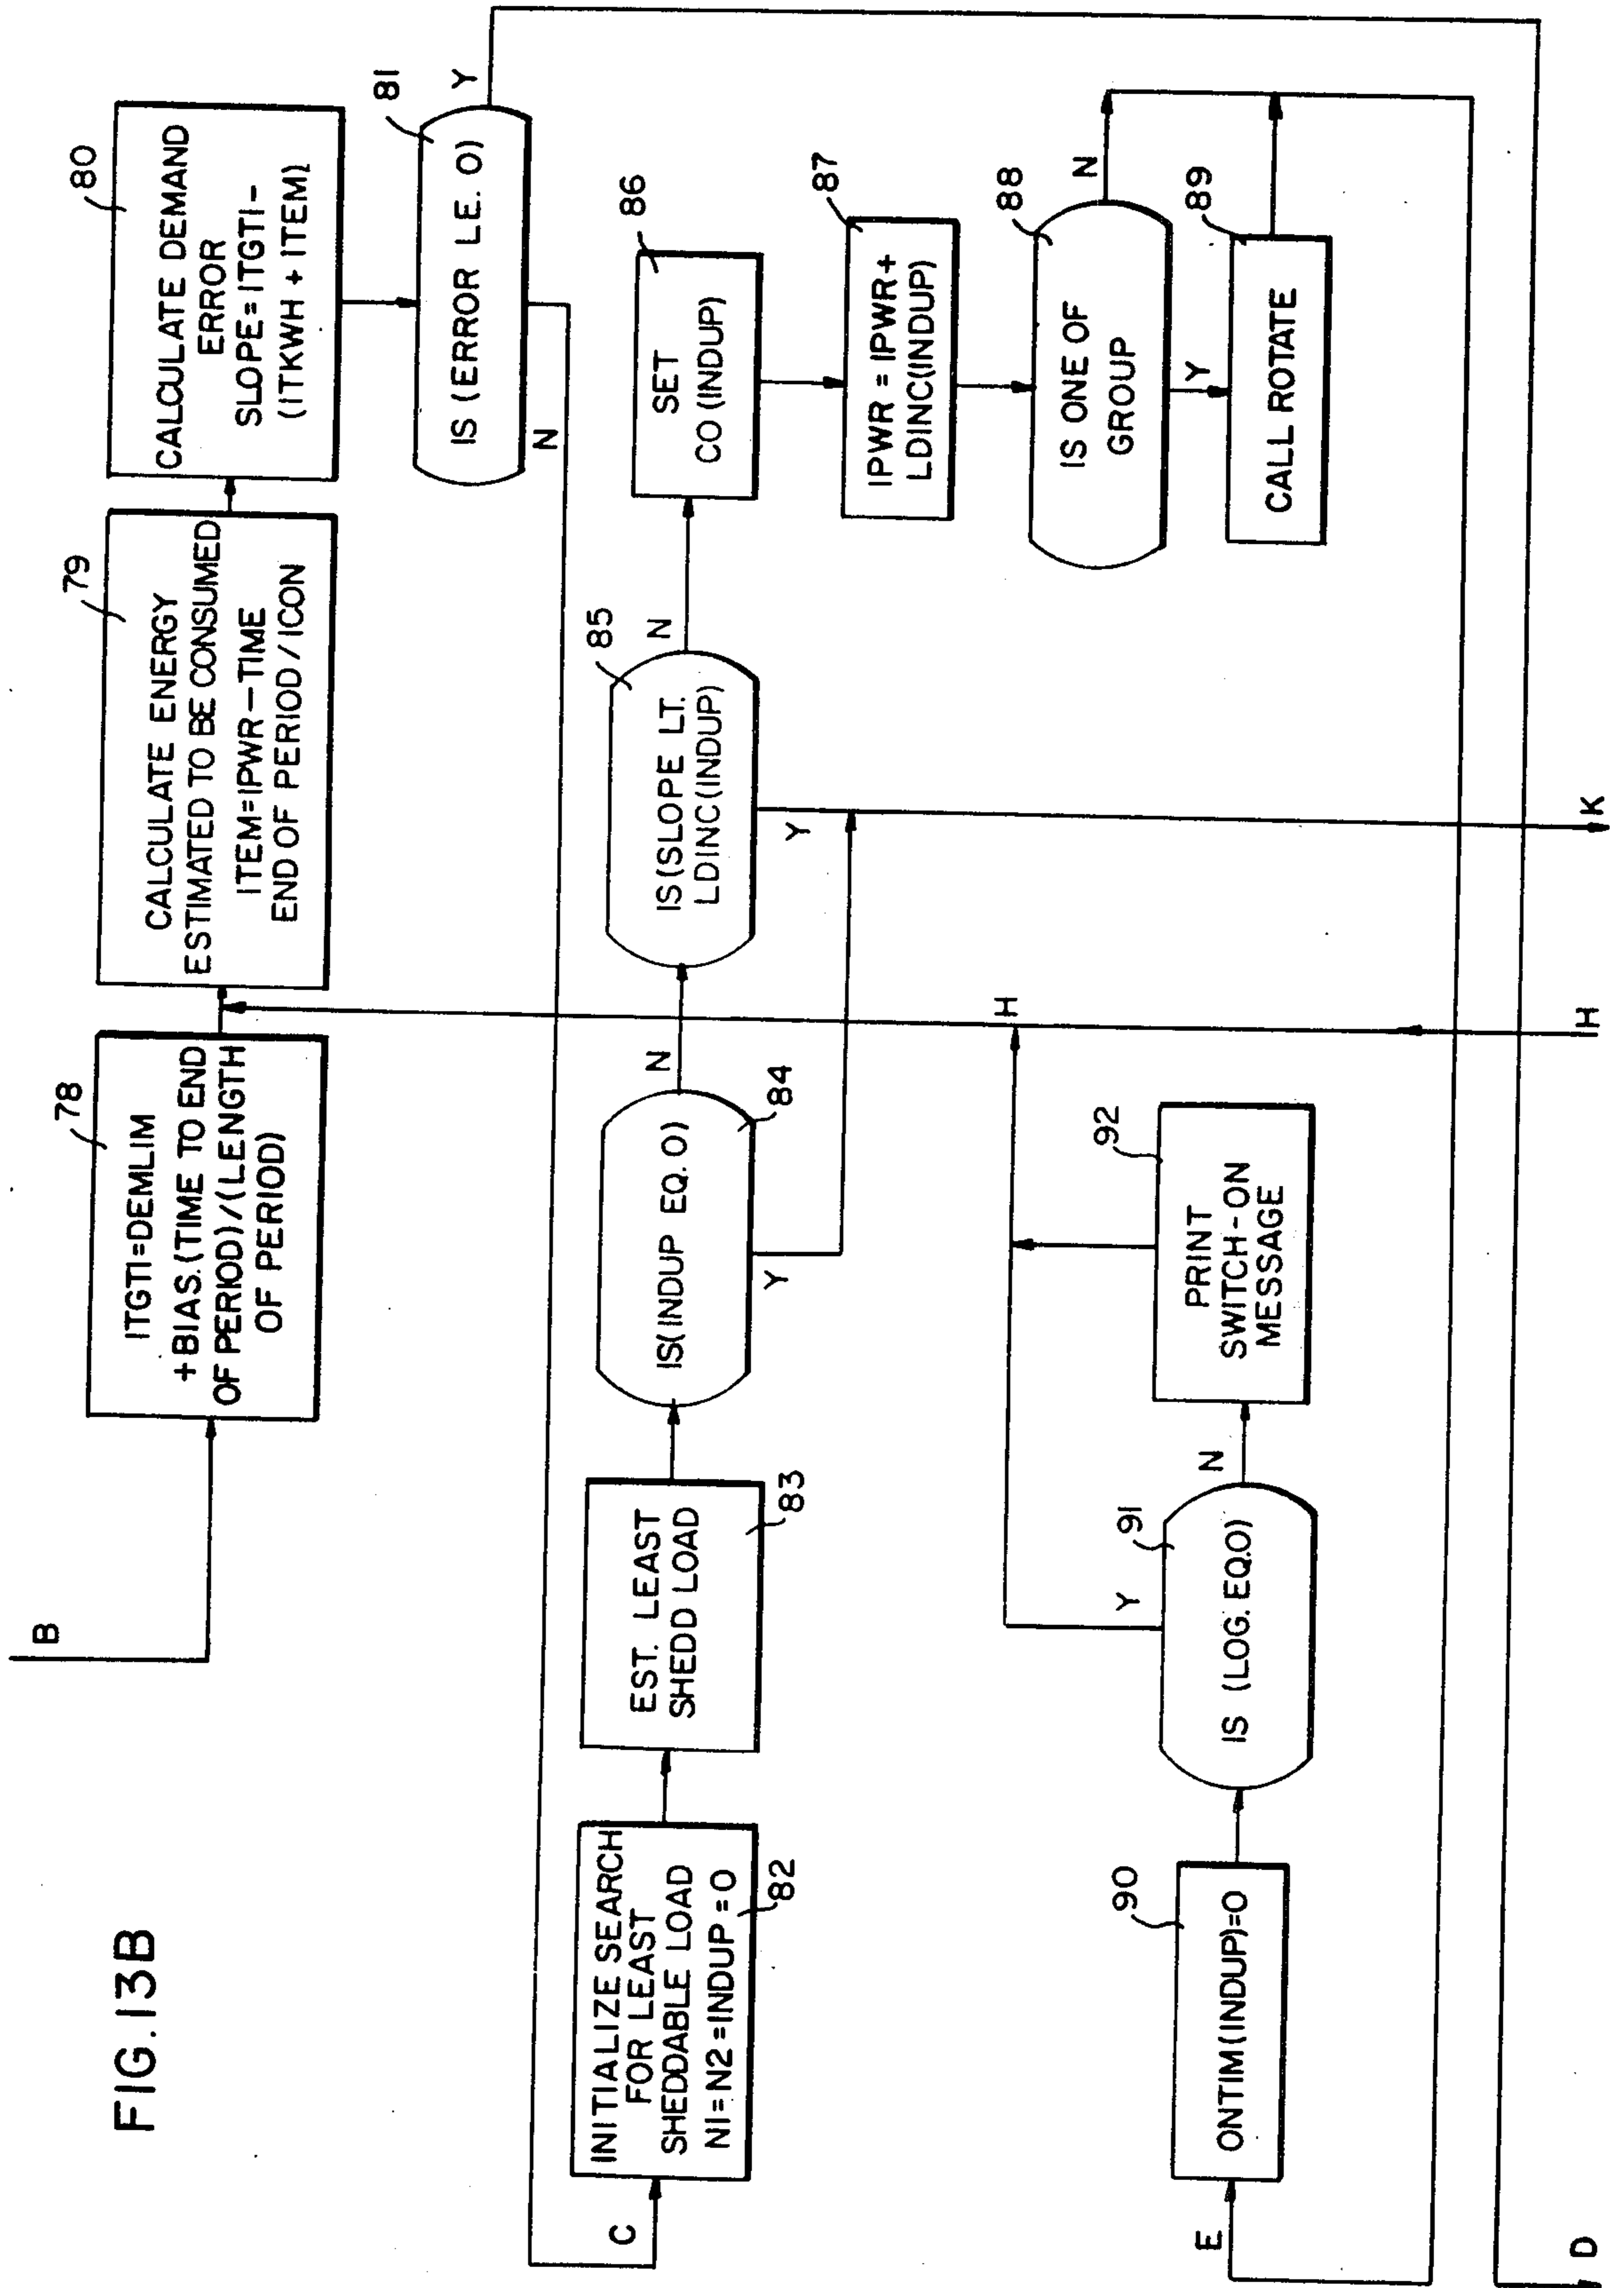 FIG.13B
B
78
ITGTI=DEMLIM
+BIAS.(TIME TO END
OF PERIOD)/(LENGTH
OF PERIOD)
79
CALCULATE ENERGY
ESTIMATED TO BE CONSUMED
ITEM=IPWR-TIME
END OF PERIOD/ICON
80
CALCULATE DEMAND
ERROR
SLOPE=ITGTI-
(ITKWH+ITEM)
81
IS (ERROR LE. O)
Y
N
C
INITIALIZE SEARCH
FOR LEAST
SHEDDABLE LOAD
N1=N2=INDUP=0
82
EST. LEAST
SHEDD LOAD
83
IS(INDUP EQ. O)
84
N
Y
85
IS(SLOPE LT.
LDINC(INDUP)
N
Y
86
SET
CO (INDUP)
87
IPWR=IPWR+
LDINC(INDUP)
88
IS ONE OF
GROUP
N
Y
89
CALL ROTATE
E
90
ONTIM(INDUP)=O
91
IS (LOG. EQ.O)
Y
N
92
PRINT
SWITCH-ON
MESSAGE
H
H
K
D